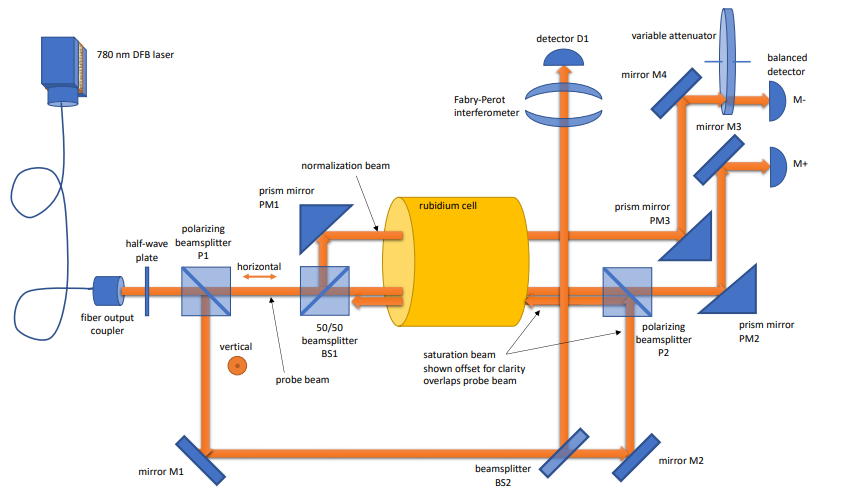 780 nm DFB laser
detector D1
variable attenuator
balanced
detector
mirror M4
Fabry-Perot
interferometer
M-
mirror M3
M+
normalization beam
prism mirror
PM1
rubidium cell
prism mirror
PM3
polarizing
beamsplitter
P1
half-wave
plate
horizontal
fiber output
coupler
50/50
beamsplitter
BS1
vertical
probe beam
saturation beam
shown offset for clarity
overlaps probe beam
polarizing
beamsplitter
P2
prism mirror
PM2
mirror M1
beamsplitter
BS2
mirror M2